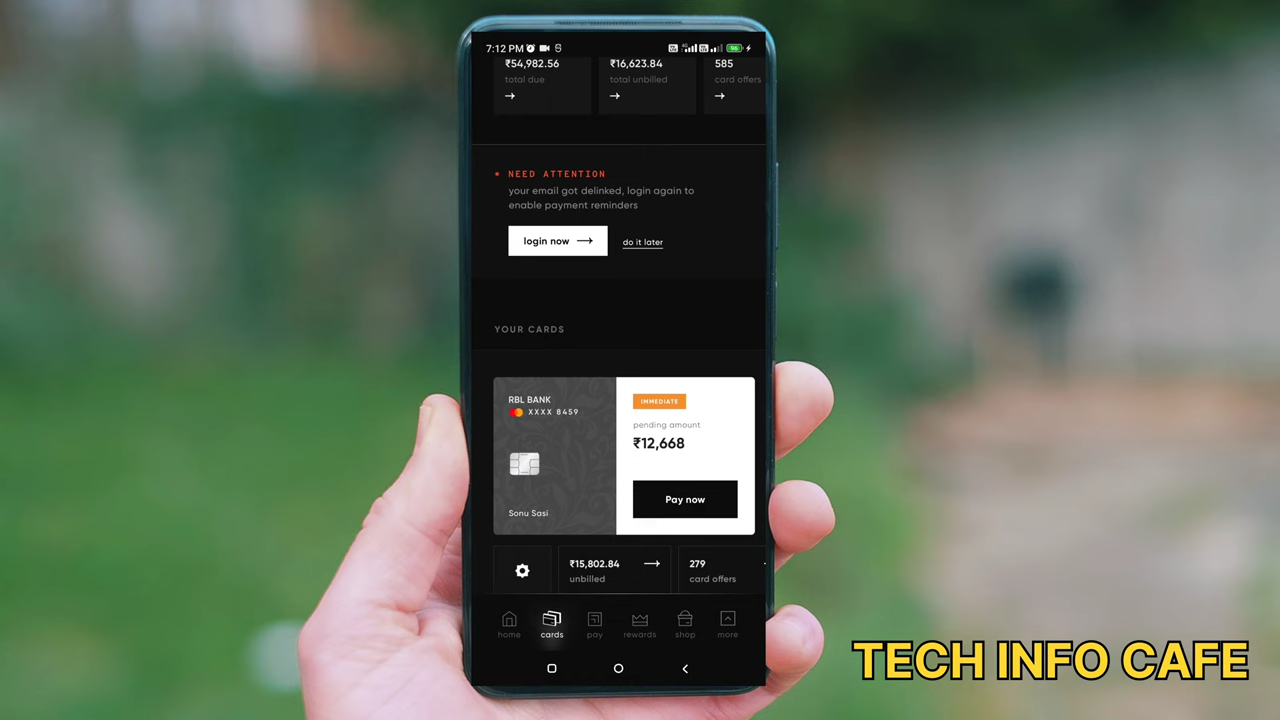 7:12 PM
96
₹54,982.56
total due
₹16,623.84
total unbilled
585
card offers
NEED ATTENTION
your email got delinked, login again to
enable payment reminders
login now
do it later
YOUR CARDS
RBL BANK
XXXX 8459
Sonu Sasi
IMMEDIATE
pending amount
₹12,668
Pay now
₹15,802.84
unbilled
279
card offers
home
cards
pay
rewards
shop
more
TECH INFO CAFE